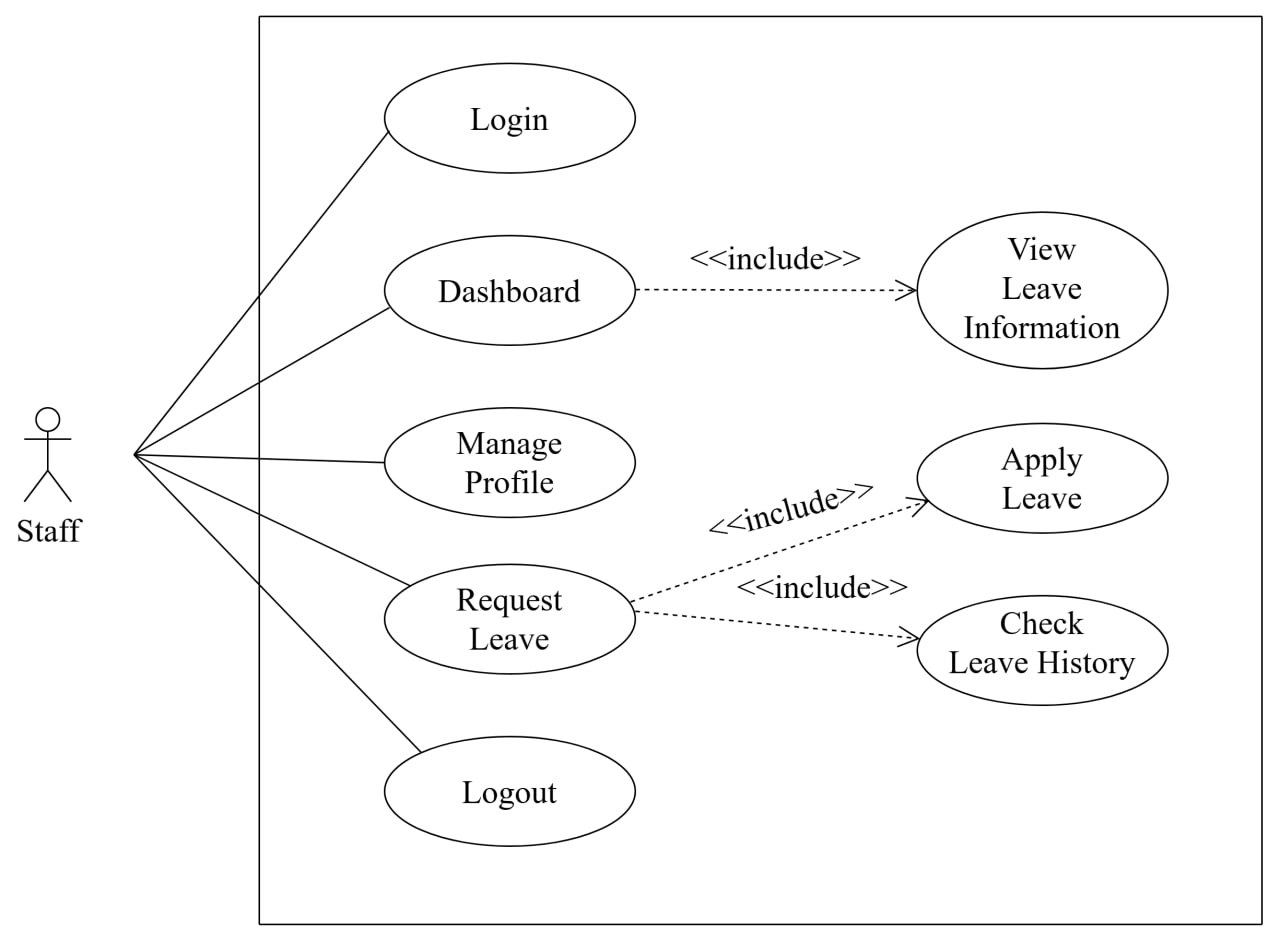 Login
Dashboard
<<include>>
View
Leave
Information
Manage
Profile
<<include>>
Apply
Leave
Staff
Request
Leave
<<include>>
Check
Leave History
Logout